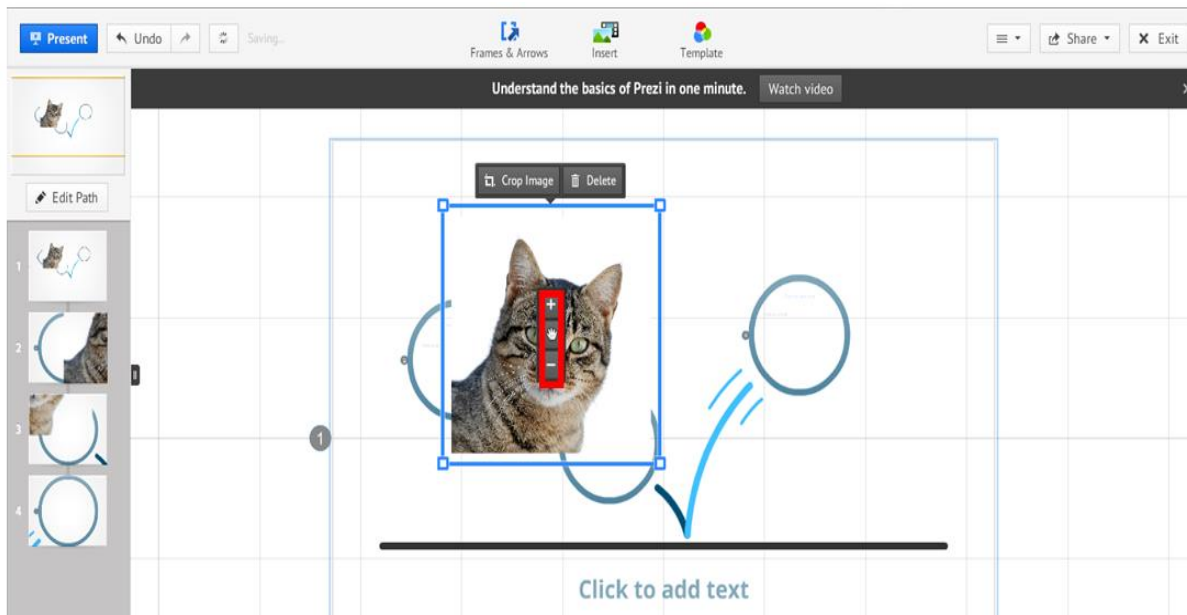 Present
Undo
Saving...
Frames & Arrows
Insert
Template
Share
X Exit
Understand the basics of Prezi in one minute.
Watch video
Edit Path
1
2
3
4
Crop Image
Delete
1
Click to add text